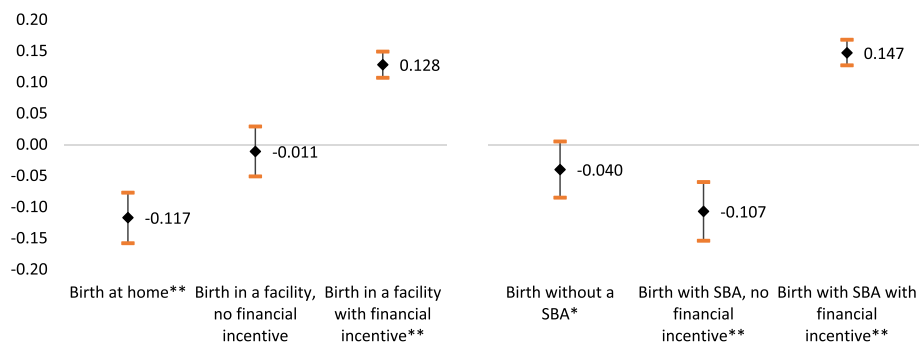 0.20
0.15
0.10
0.05
0.00
-0.05
-0.10
-0.15
-0.20
-0.117
-0.011
0.128
-0.040
-0.107
0.147
Birth at home**
Birth in a facility,
no financial
incentive
Birth in a facility
with financial
incentive**
Birth without a
SBA*
Birth with SBA, no
financial
incentive**
Birth with SBA with
financial
incentive**